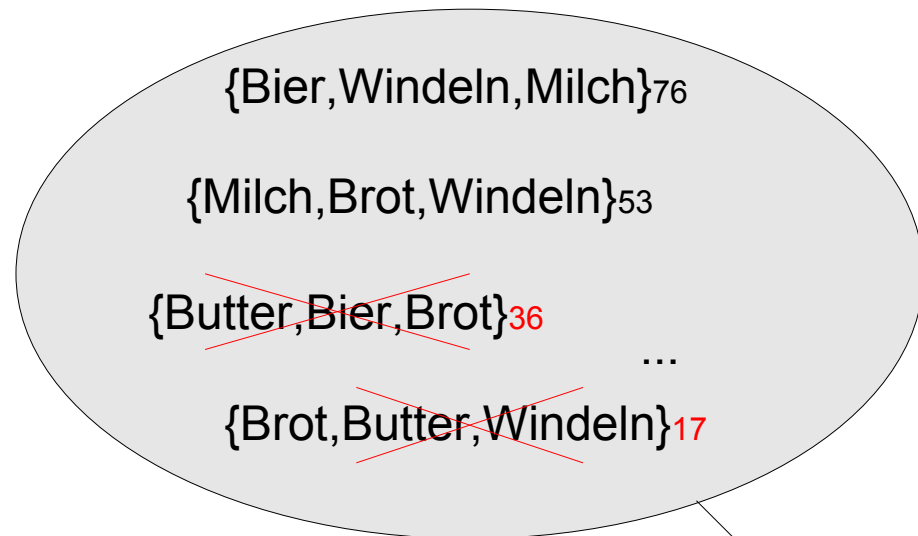 {Bier,Windeln,Milch}76
{Milch,Brot,Windeln}53
{Butter,Bier,Brot}36
...
{Brot,Butter,Windeln}17